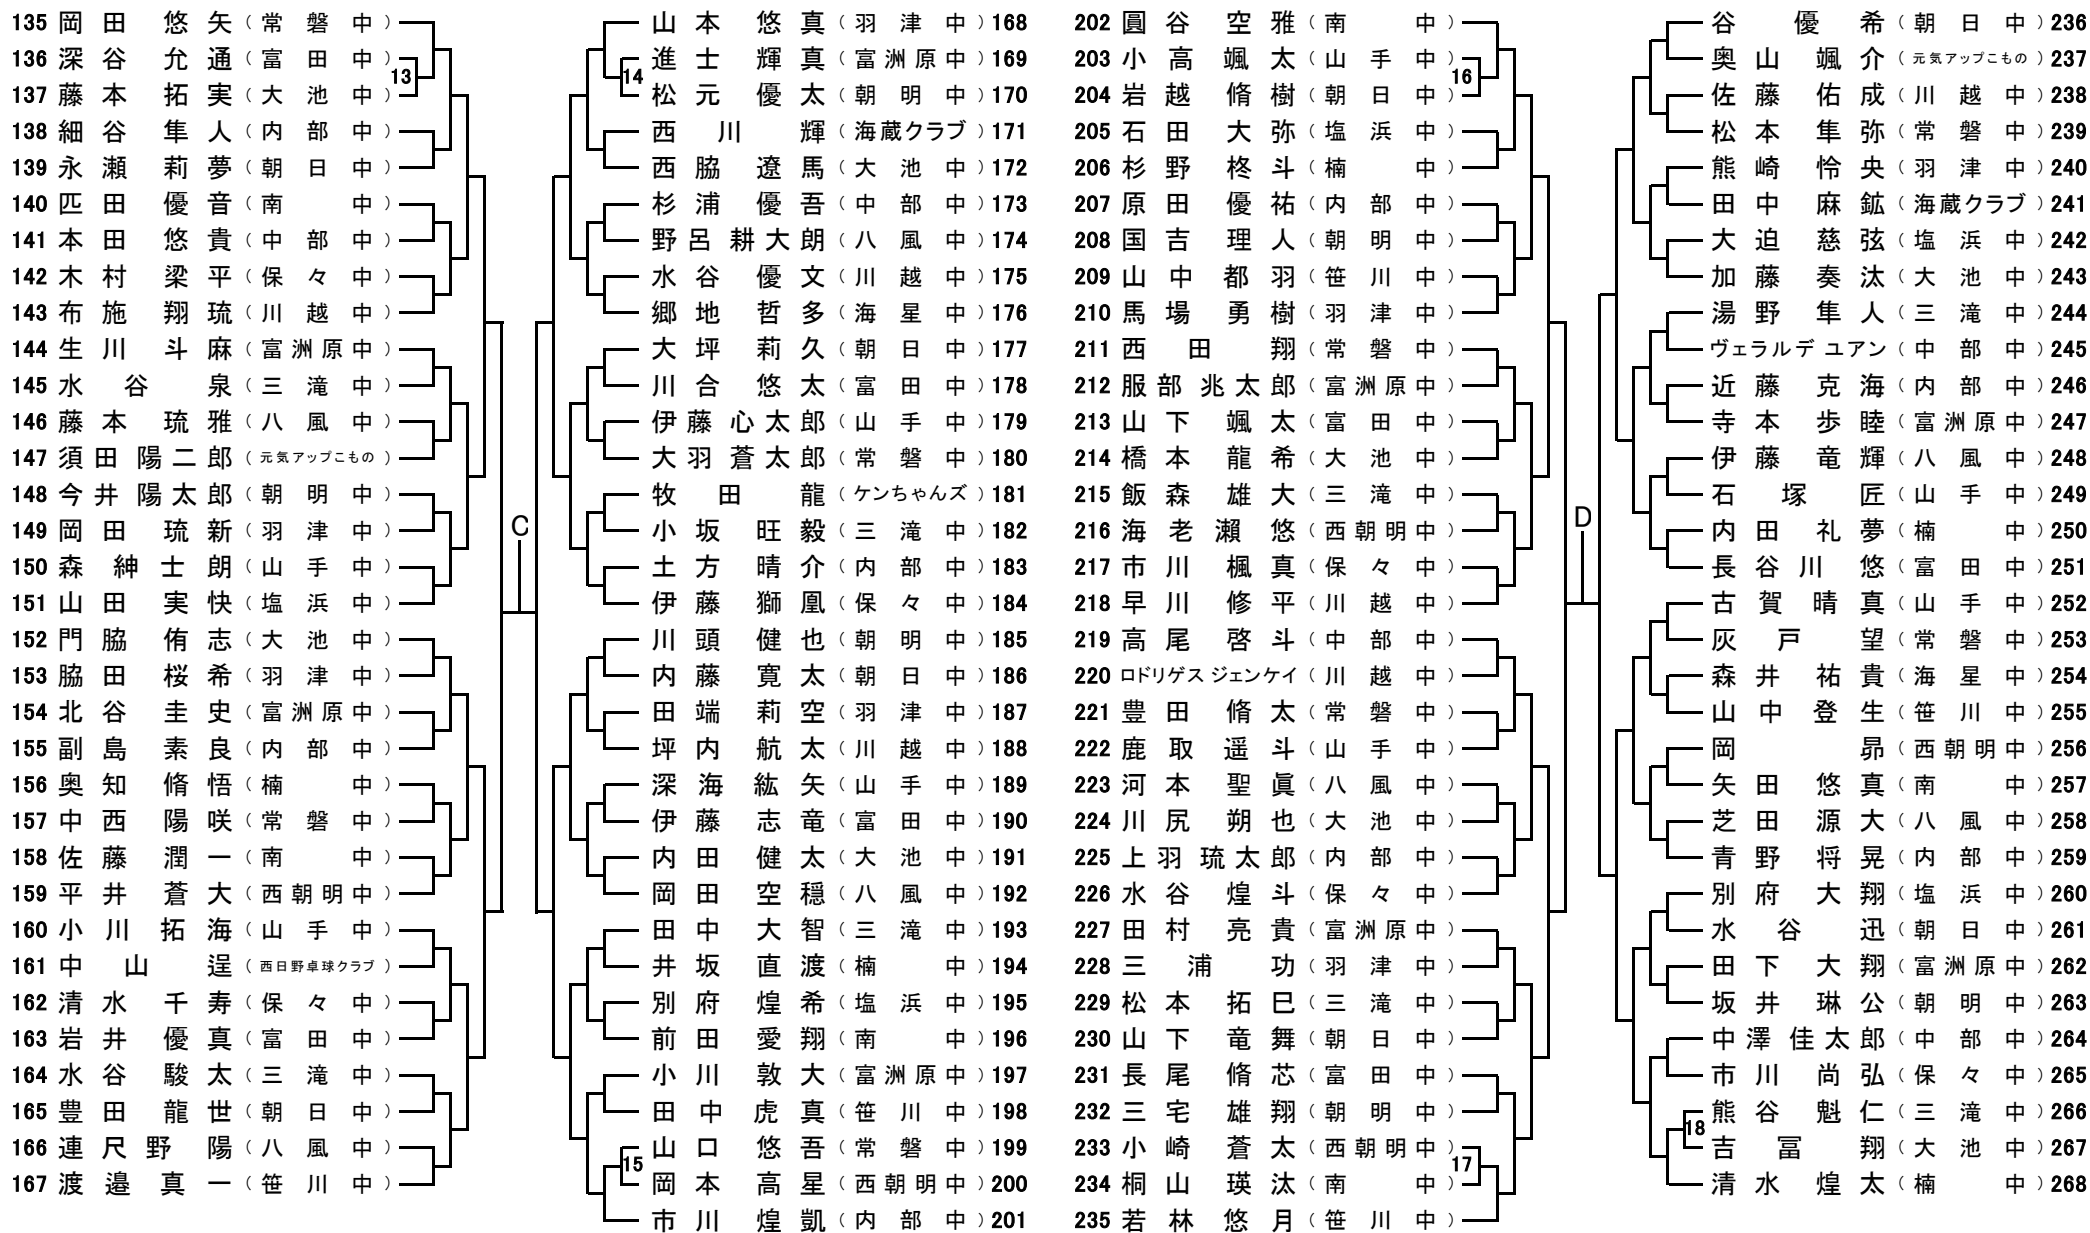 135 岡田 悠矢（常磐中）
136 深谷 允通（富田中）
13
137 藤本 拓実（大池中）
138 細谷 隼人（内部中）
139 永瀬 莉夢（朝日中）
140 匹田 優音（南中）
141 本田 悠貴（中部中）
142 木村 梁平（保々中）
143 布施 翔琉（川越中）
144 生川 斗麻（富洲原中）
145 水谷 泉（三滝中）
146 藤本 琉雅（八風中）
147 須田 陽二郎（元気アップこもの）
148 今井 陽太郎（朝明中）
149 岡田 琉新（羽津中）
150 森 紳士朗（山手中）
151 山田 実快（塩浜中）
152 門脇 侑志（大池中）
153 脇田 桜希（羽津中）
154 北谷 圭史（富洲原中）
155 副島 素良（内部中）
156 奥知 脩悟（楠中）
157 中西 陽咲（常磐中）
158 佐藤 潤一（南中）
159 平井 蒼大（西朝明中）
160 小川 拓海（山手中）
161 中山 逞（西日野卓球クラブ）
162 清水 千寿（保々中）
163 岩井 優真（富田中）
164 水谷 駿太（三滝中）
165 豊田 龍世（朝日中）
166 連尺野 陽（八風中）
167 渡邉 真一（笹川中）
C
山本 悠真（羽津中）168
進士 輝真（富洲原中）169
14
松元 優太（朝明中）170
西川 輝（海蔵クラブ）171
西脇 遼馬（大池中）172
杉浦 優吾（中部中）173
野呂 耕大朗（八風中）174
水谷 優文（川越中）175
郷地 哲多（海星中）176
大坪 莉久（朝日中）177
川合 悠太（富田中）178
伊藤 心太郎（山手中）179
大羽 蒼太郎（常磐中）180
牧田 龍（ケンちゃんズ）181
小坂 旺毅（三滝中）182
土方 晴介（内部中）183
伊藤 獅凰（保々中）184
川頭 健也（朝明中）185
内藤 寛太（朝日中）186
田端 莉空（羽津中）187
坪内 航太（川越中）188
深海 紘矢（山手中）189
伊藤 志竜（富田中）190
内田 健太（大池中）191
岡田 空穏（八風中）192
田中 大智（三滝中）193
井坂 直渡（楠中）194
別府 煌希（塩浜中）195
前田 愛翔（南中）196
小川 敦大（富洲原中）197
田中 虎真（笹川中）198
山口 悠吾（常磐中）199
15
岡本 高星（西朝明中）200
市川 煌凱（内部中）201
202 圓谷 空雅（南中）
203 小高 颯太（山手中）
16
204 岩越 脩樹（朝日中）
205 石田 大弥（塩浜中）
206 杉野 柊斗（楠中）
207 原田 優祐（内部中）
208 国吉 理人（朝明中）
209 山中 都羽（笹川中）
210 馬場 勇樹（羽津中）
211 西田 翔（常磐中）
212 服部 兆太郎（富洲原中）
213 山下 颯太（富田中）
214 橋本 龍希（大池中）
215 飯森 雄大（三滝中）
216 海老瀬 悠（西朝明中）
217 市川 楓真（保々中）
218 早川 修平（川越中）
219 高尾 啓斗（中部中）
220 ロドリゲス ジェンケイ（川越中）
221 豊田 脩太（常磐中）
222 鹿取 遥斗（山手中）
223 河本 聖眞（八風中）
224 川尻 朔也（大池中）
225 上羽 琉太郎（内部中）
226 水谷 煌斗（保々中）
227 田村 亮貴（富洲原中）
228 三浦 功（羽津中）
229 松本 拓巳（三滝中）
230 山下 竜舞（朝日中）
231 長尾 脩芯（富田中）
232 三宅 雄翔（朝明中）
233 小崎 蒼太（西朝明中）
17
234 桐山 瑛汰（南中）
235 若林 悠月（笹川中）
D
谷 優希（朝日中）236
奥山 颯介（元気アップこもの）237
佐藤 佑成（川越中）238
松本 隼弥（常磐中）239
熊崎 怜央（羽津中）240
田中 麻鉱（海蔵クラブ）241
大迫 慈弦（塩浜中）242
加藤 奏汰（大池中）243
湯野 隼人（三滝中）244
ヴェラルデ ユアン（中部中）245
近藤 克海（内部中）246
寺本 歩睦（富洲原中）247
伊藤 竜輝（八風中）248
石塚 匠（山手中）249
内田 礼夢（楠中）250
長谷川 悠（富田中）251
古賀 晴真（山手中）252
灰戸 望（常磐中）253
森井 祐貴（海星中）254
山中 登生（笹川中）255
岡 昴（西朝明中）256
矢田 悠真（南中）257
芝田 源大（八風中）258
青野 将晃（内部中）259
別府 大翔（塩浜中）260
水谷 迅（朝日中）261
田下 大翔（富洲原中）262
坂井 琳公（朝明中）263
中澤 佳太郎（中部中）264
市川 尚弘（保々中）265
熊谷 魁仁（三滝中）266
18
吉冨 翔（大池中）267
清水 煌太（楠中）268